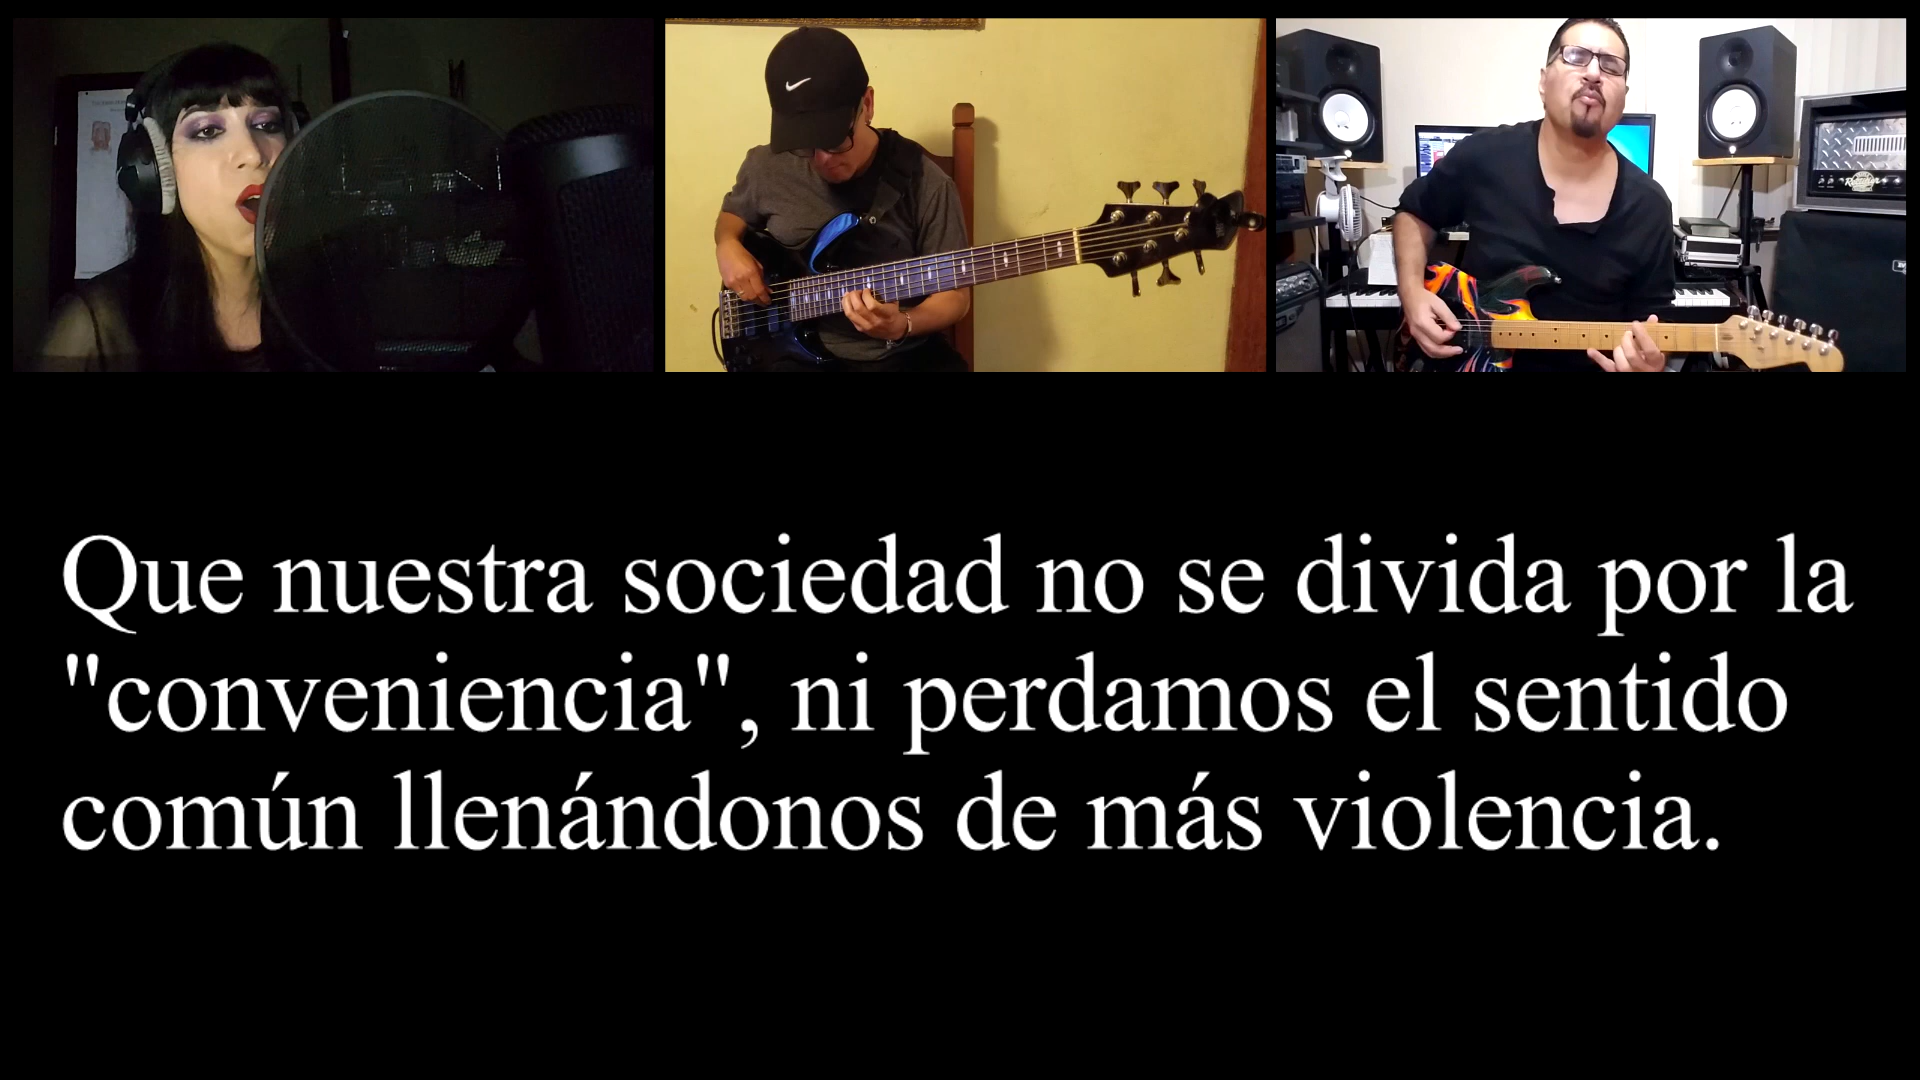 Que nuestra sociedad no se divida por la
"conveniencia", ni perdamos el sentido
común llenándonos de más violencia.